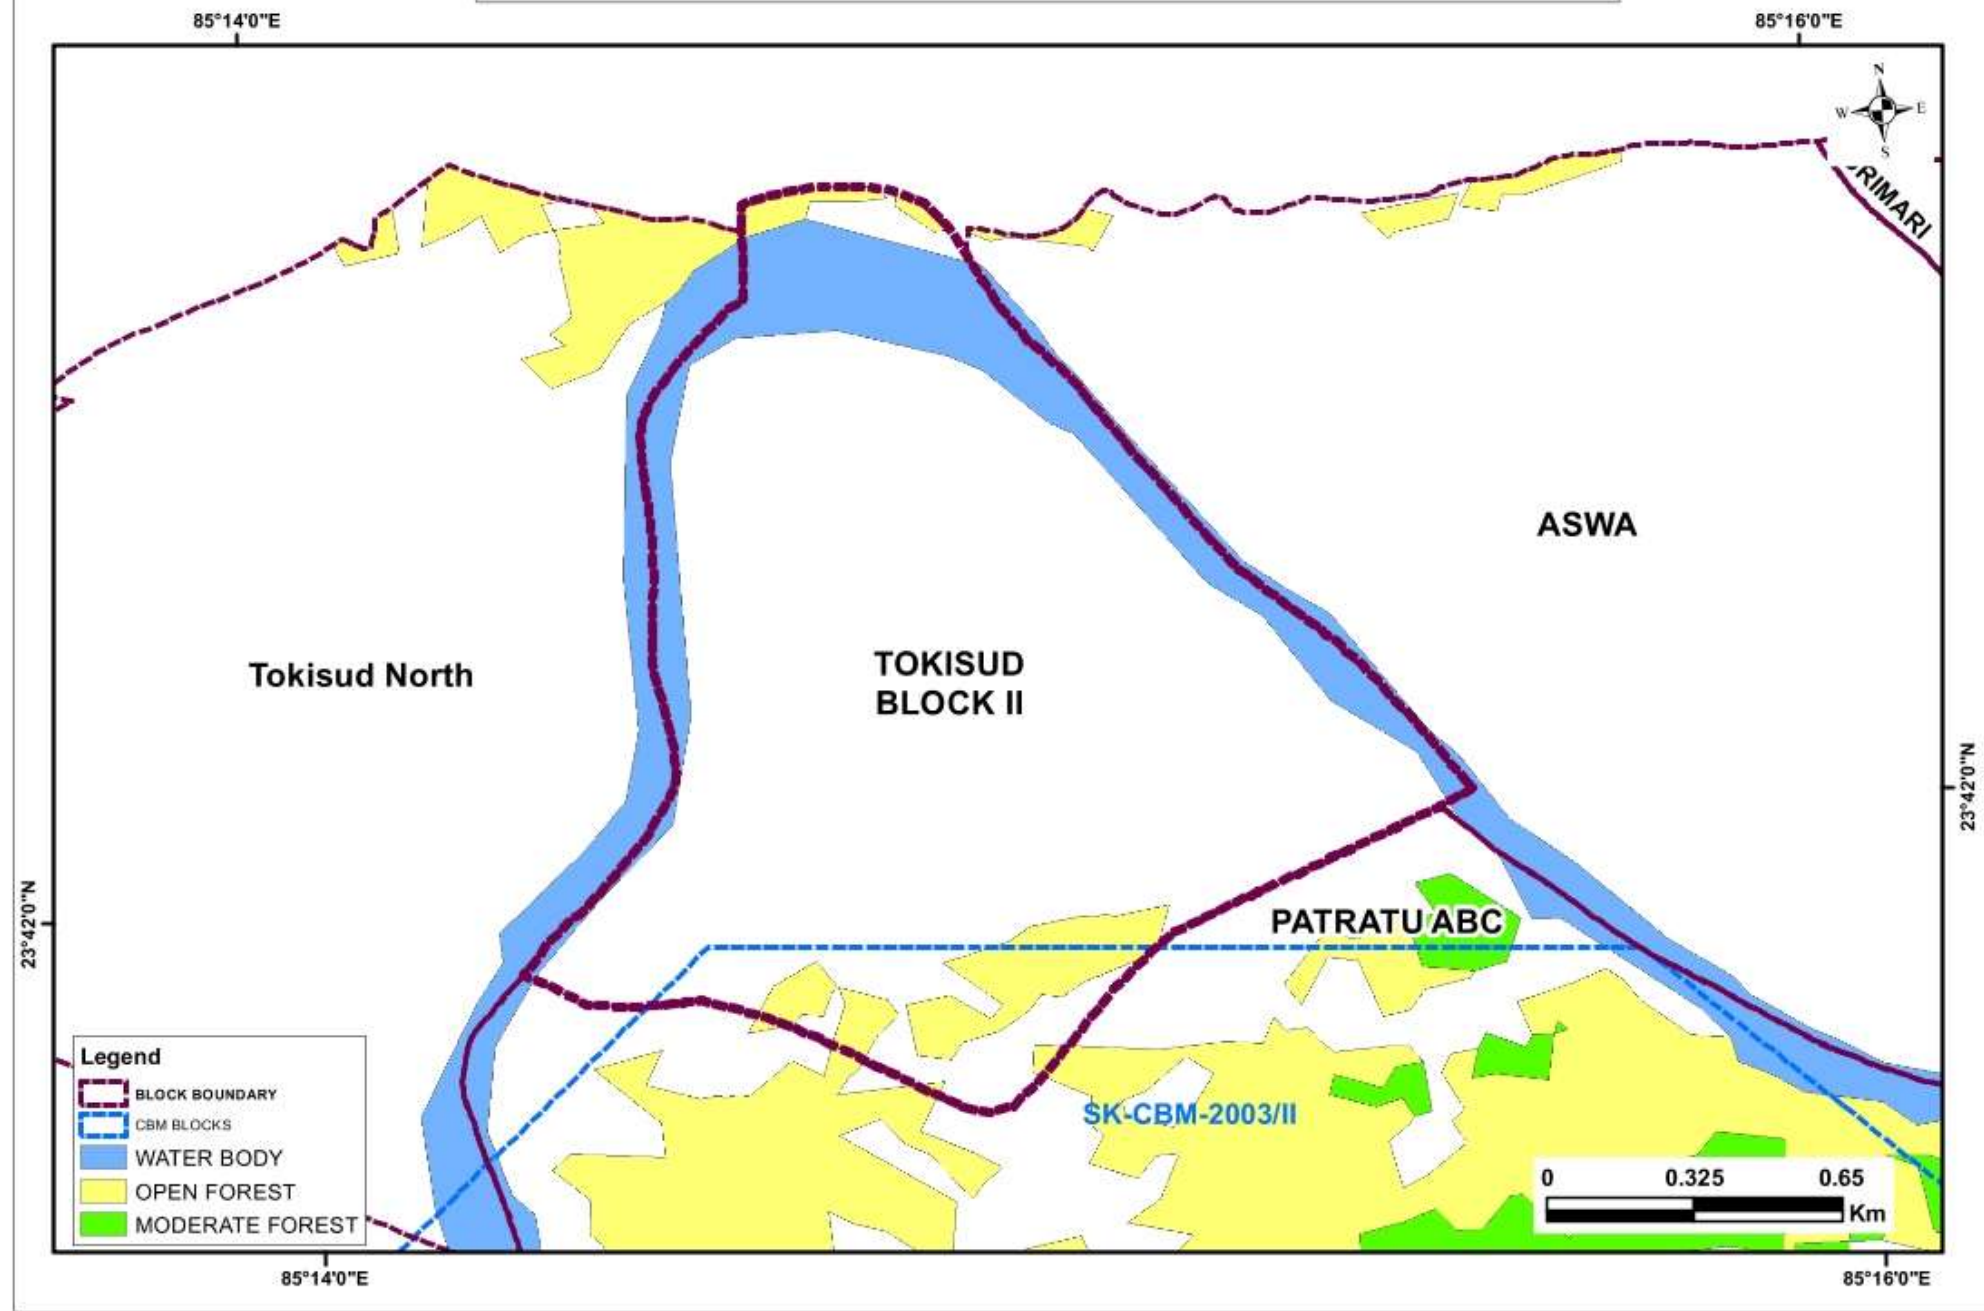 85°14'0"E
85°16'0"E
N
W E
S
RIMARI
ASWA
Tokisud North
TOKISUD
BLOCK II
23°42'0"N
23°42'0"N
PATRATU ABC
SK-CBM-2003/II
Legend
BLOCK BOUNDARY
CBM BLOCKS
WATER BODY
OPEN FOREST
MODERATE FOREST
0 0.325 0.65
Km
85°14'0"E
85°16'0"E